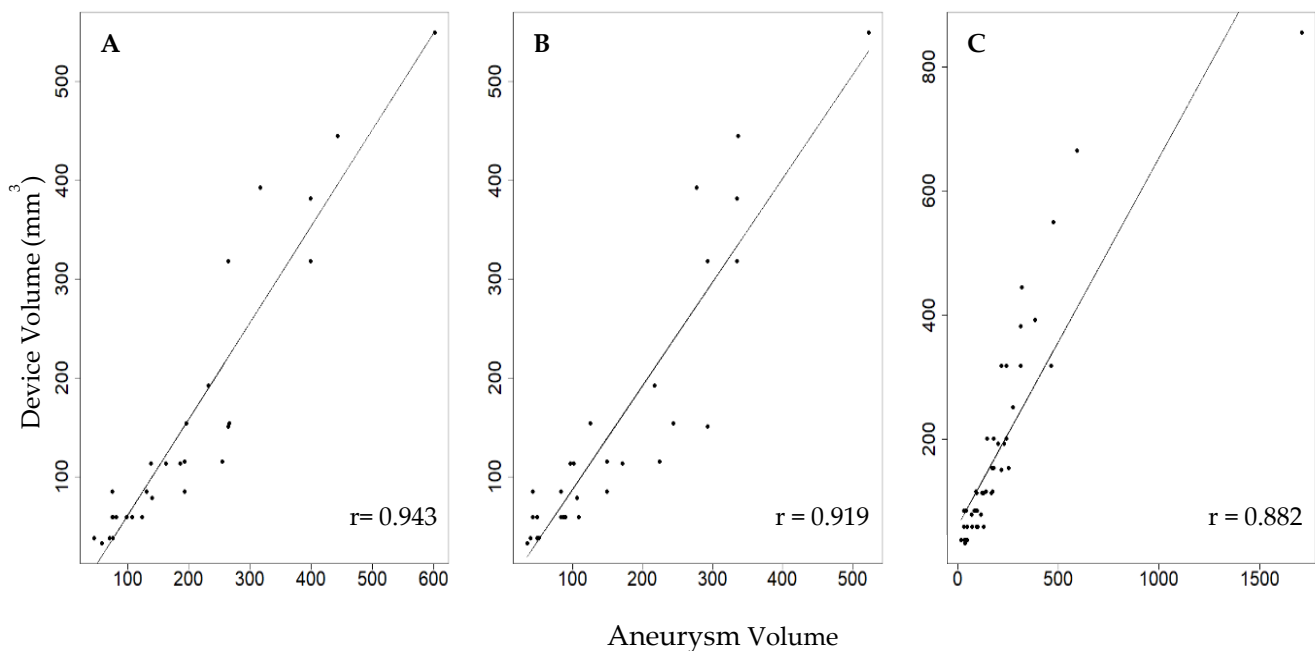 A
B
C
Device Volume (mm³)
500
400
300
200
100
500
400
300
200
100
800
600
400
200
r= 0.943
r = 0.919
r = 0.882
100 200 300 400 500 600
100 200 300 400 500
0 500 1000 1500
Aneurysm Volume